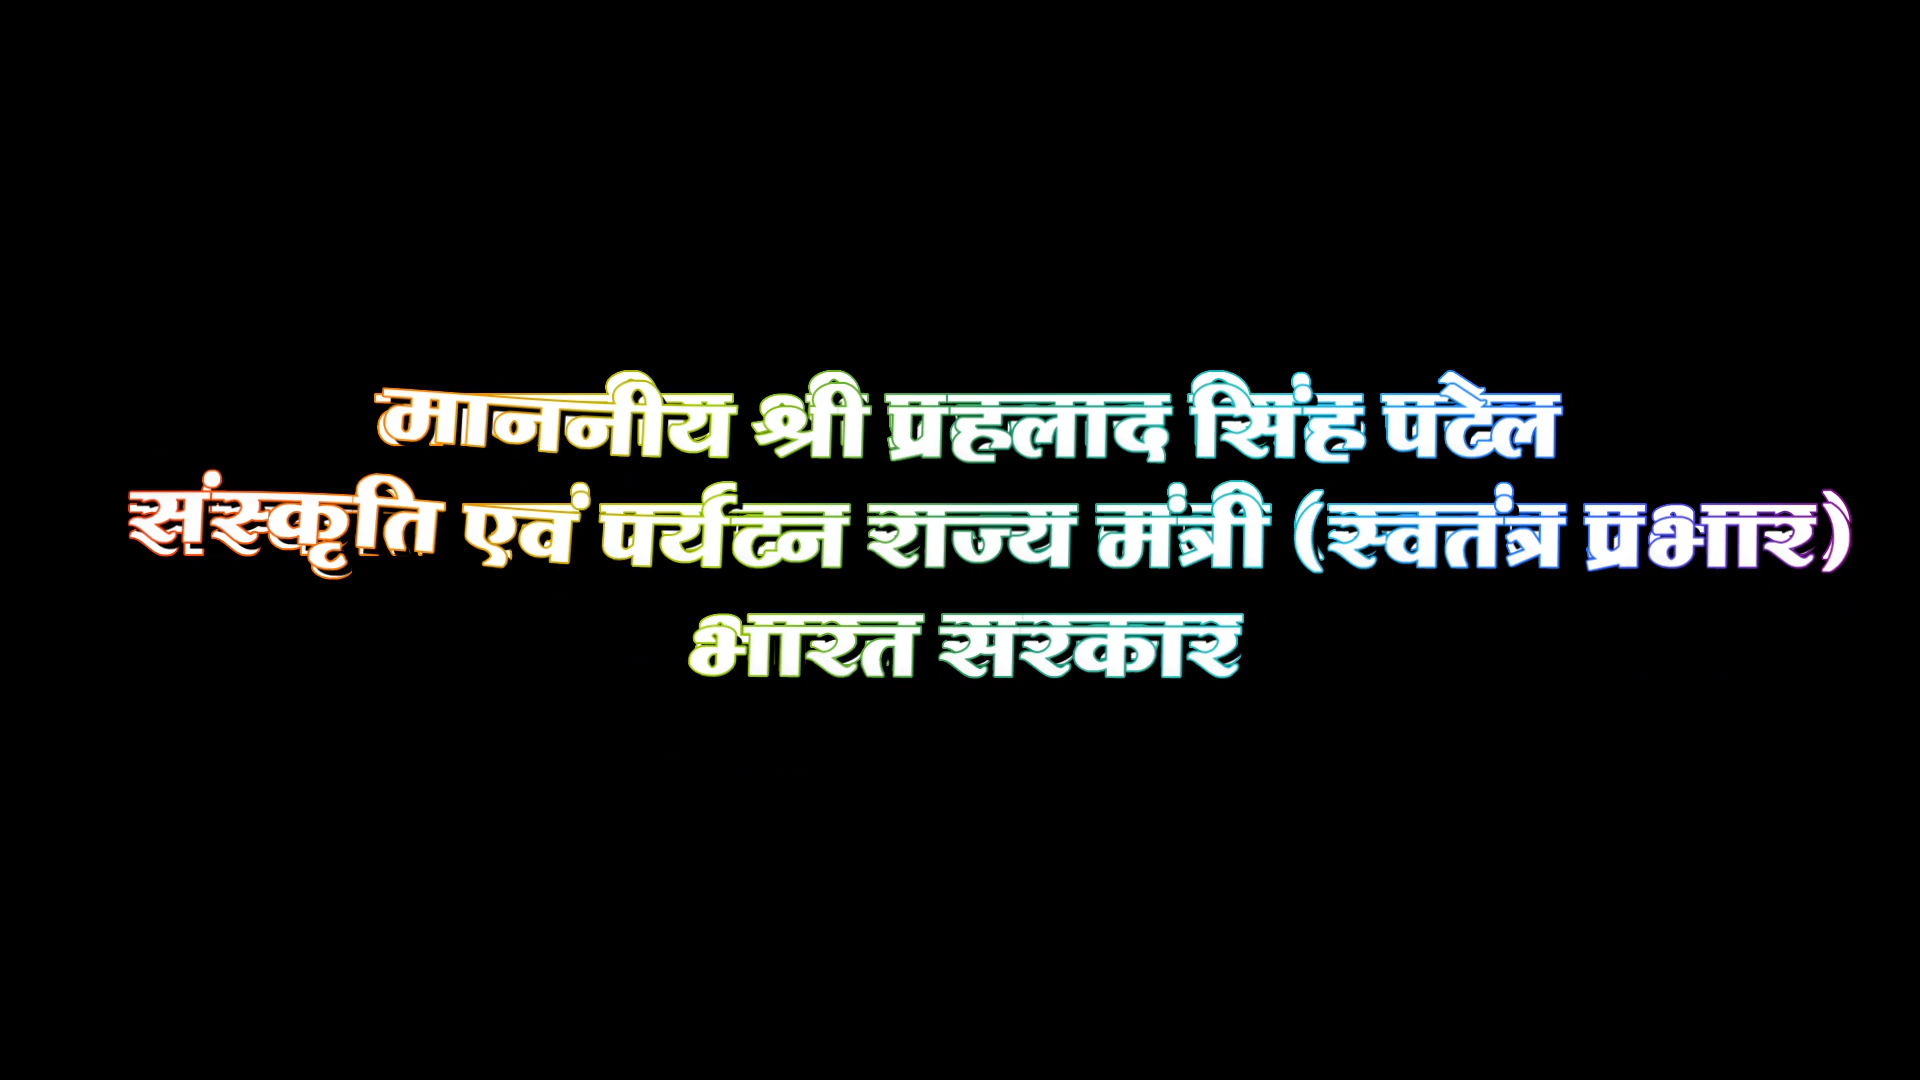 माननीय श्री प्रहलाद सिंह पटेल
संस्कृति एवं पर्यटन राज्य मंत्री (स्वतंत्र प्रभार)
भारत सरकार